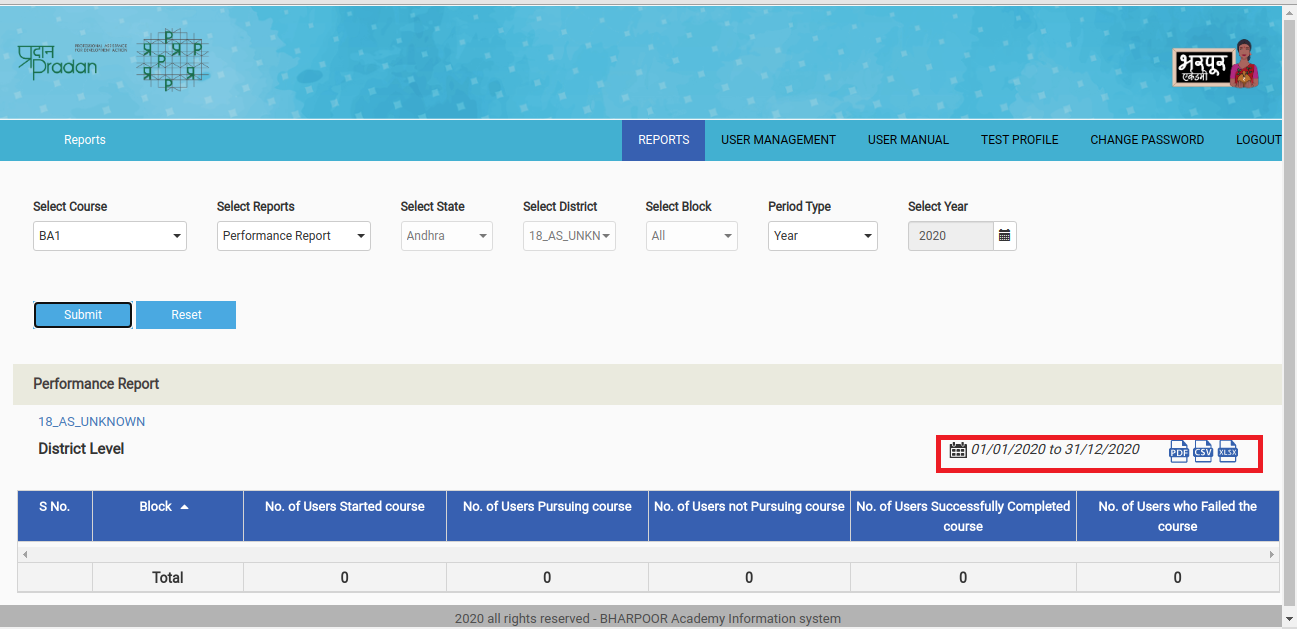 प्रदान
PROFESSIONAL ASSISTANCE
FOR DEVELOPMENT ACTION
Pradan
भरपूर
एकेडमी
Reports
REPORTS USER MANAGEMENT USER MANUAL TEST PROFILE CHANGE PASSWORD LOGOUT
Select Course Select Reports Select State Select District Select Block Period Type Select Year
BA1 Performance Report Andhra 18_AS_UNKN All Year 2020
Submit Reset
Performance Report
18_AS_UNKNOWN
District Level
01/01/2020 to 31/12/2020 PDF CSV XLSX
S No. Block No. of Users Started course No. of Users Pursuing course No. of Users not Pursuing course No. of Users Successfully Completed course No. of Users who Failed the course
Total 0 0 0 0 0
2020 all rights reserved - BHARPOOR Academy Information system